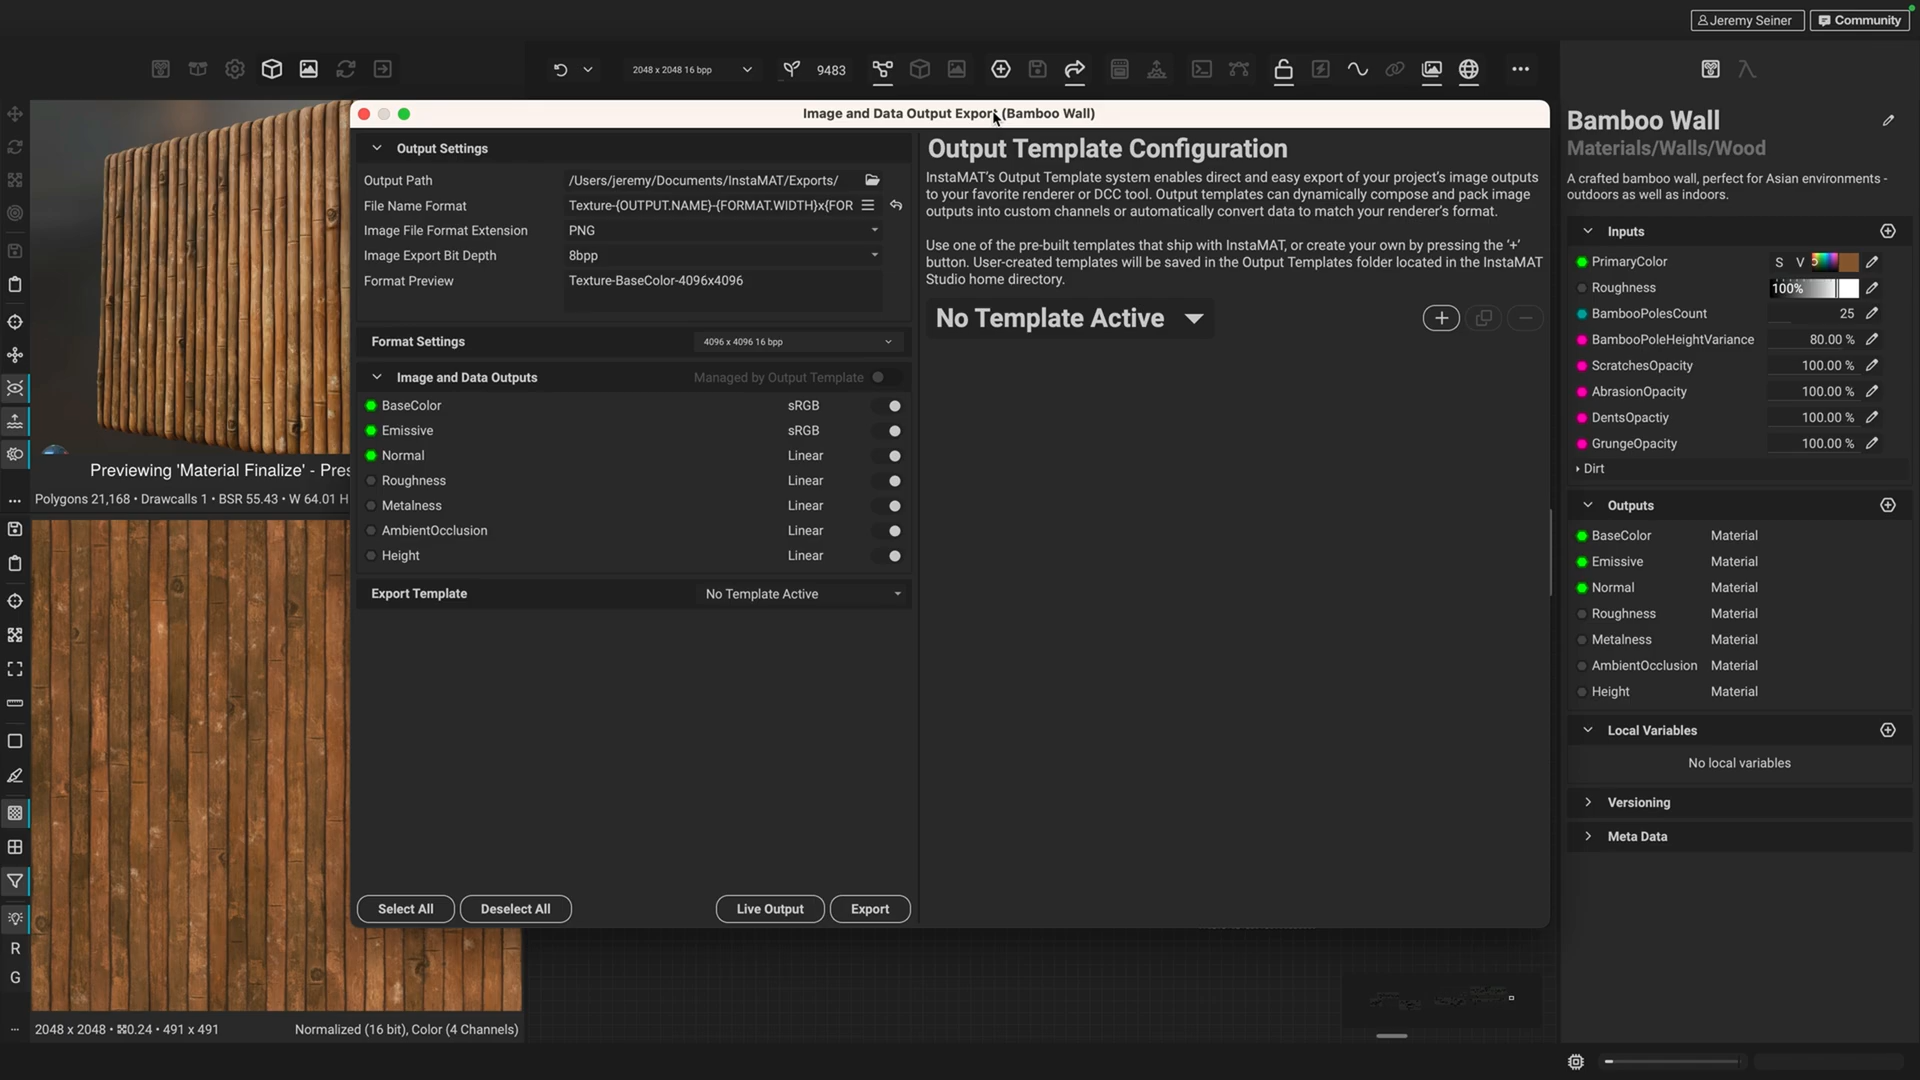 Jeremy Seiner
Community
2048 x 2048 16 bpp
9483
Image and Data Output Export (Bamboo Wall)
Output Settings
Output Path
/Users/jeremy/Documents/InstaMAT/Exports/
File Name Format
Texture-{OUTPUT.NAME}-{FORMAT.WIDTH}x{FOR
Image File Format Extension
PNG
Image Export Bit Depth
8bpp
Format Preview
Texture-BaseColor-4096x4096
Format Settings
4096 x 4096 16 bpp
Image and Data Outputs
Managed by Output Template
BaseColor sRGB
Emissive sRGB
Normal Linear
Roughness Linear
Metalness Linear
AmbientOcclusion Linear
Height Linear
Export Template
No Template Active
Select All
Deselect All
Live Output
Export
Output Template Configuration
InstaMAT's Output Template system enables direct and easy export of your project's image outputs
to your favorite renderer or DCC tool. Output templates can dynamically compose and pack image
outputs into custom channels or automatically convert data to match your renderer's format.
Use one of the pre-built templates that ship with InstaMAT, or create your own by pressing the '+'
button. User-created templates will be saved in the Output Templates folder located in the InstaMAT
Studio home directory.
No Template Active
Previewing 'Material Finalize' - Pres
Polygons 21,168 • Drawcalls 1 • BSR 55.43 • W 64.01 H
R
G
2048 x 2048 • 0.24 • 491 x 491
Normalized (16 bit), Color (4 Channels)
Bamboo Wall
Materials/Walls/Wood
A crafted bamboo wall, perfect for Asian environments -
outdoors as well as indoors.
Inputs
PrimaryColor S V
Roughness 100%
BambooPolesCount 25
BambooPoleHeightVariance 80.00 %
ScratchesOpacity 100.00 %
AbrasionOpacity 100.00 %
DentsOpactiy 100.00 %
GrungeOpacity 100.00 %
Dirt
Outputs
BaseColor Material
Emissive Material
Normal Material
Roughness Material
Metalness Material
AmbientOcclusion Material
Height Material
Local Variables
No local variables
Versioning
Meta Data